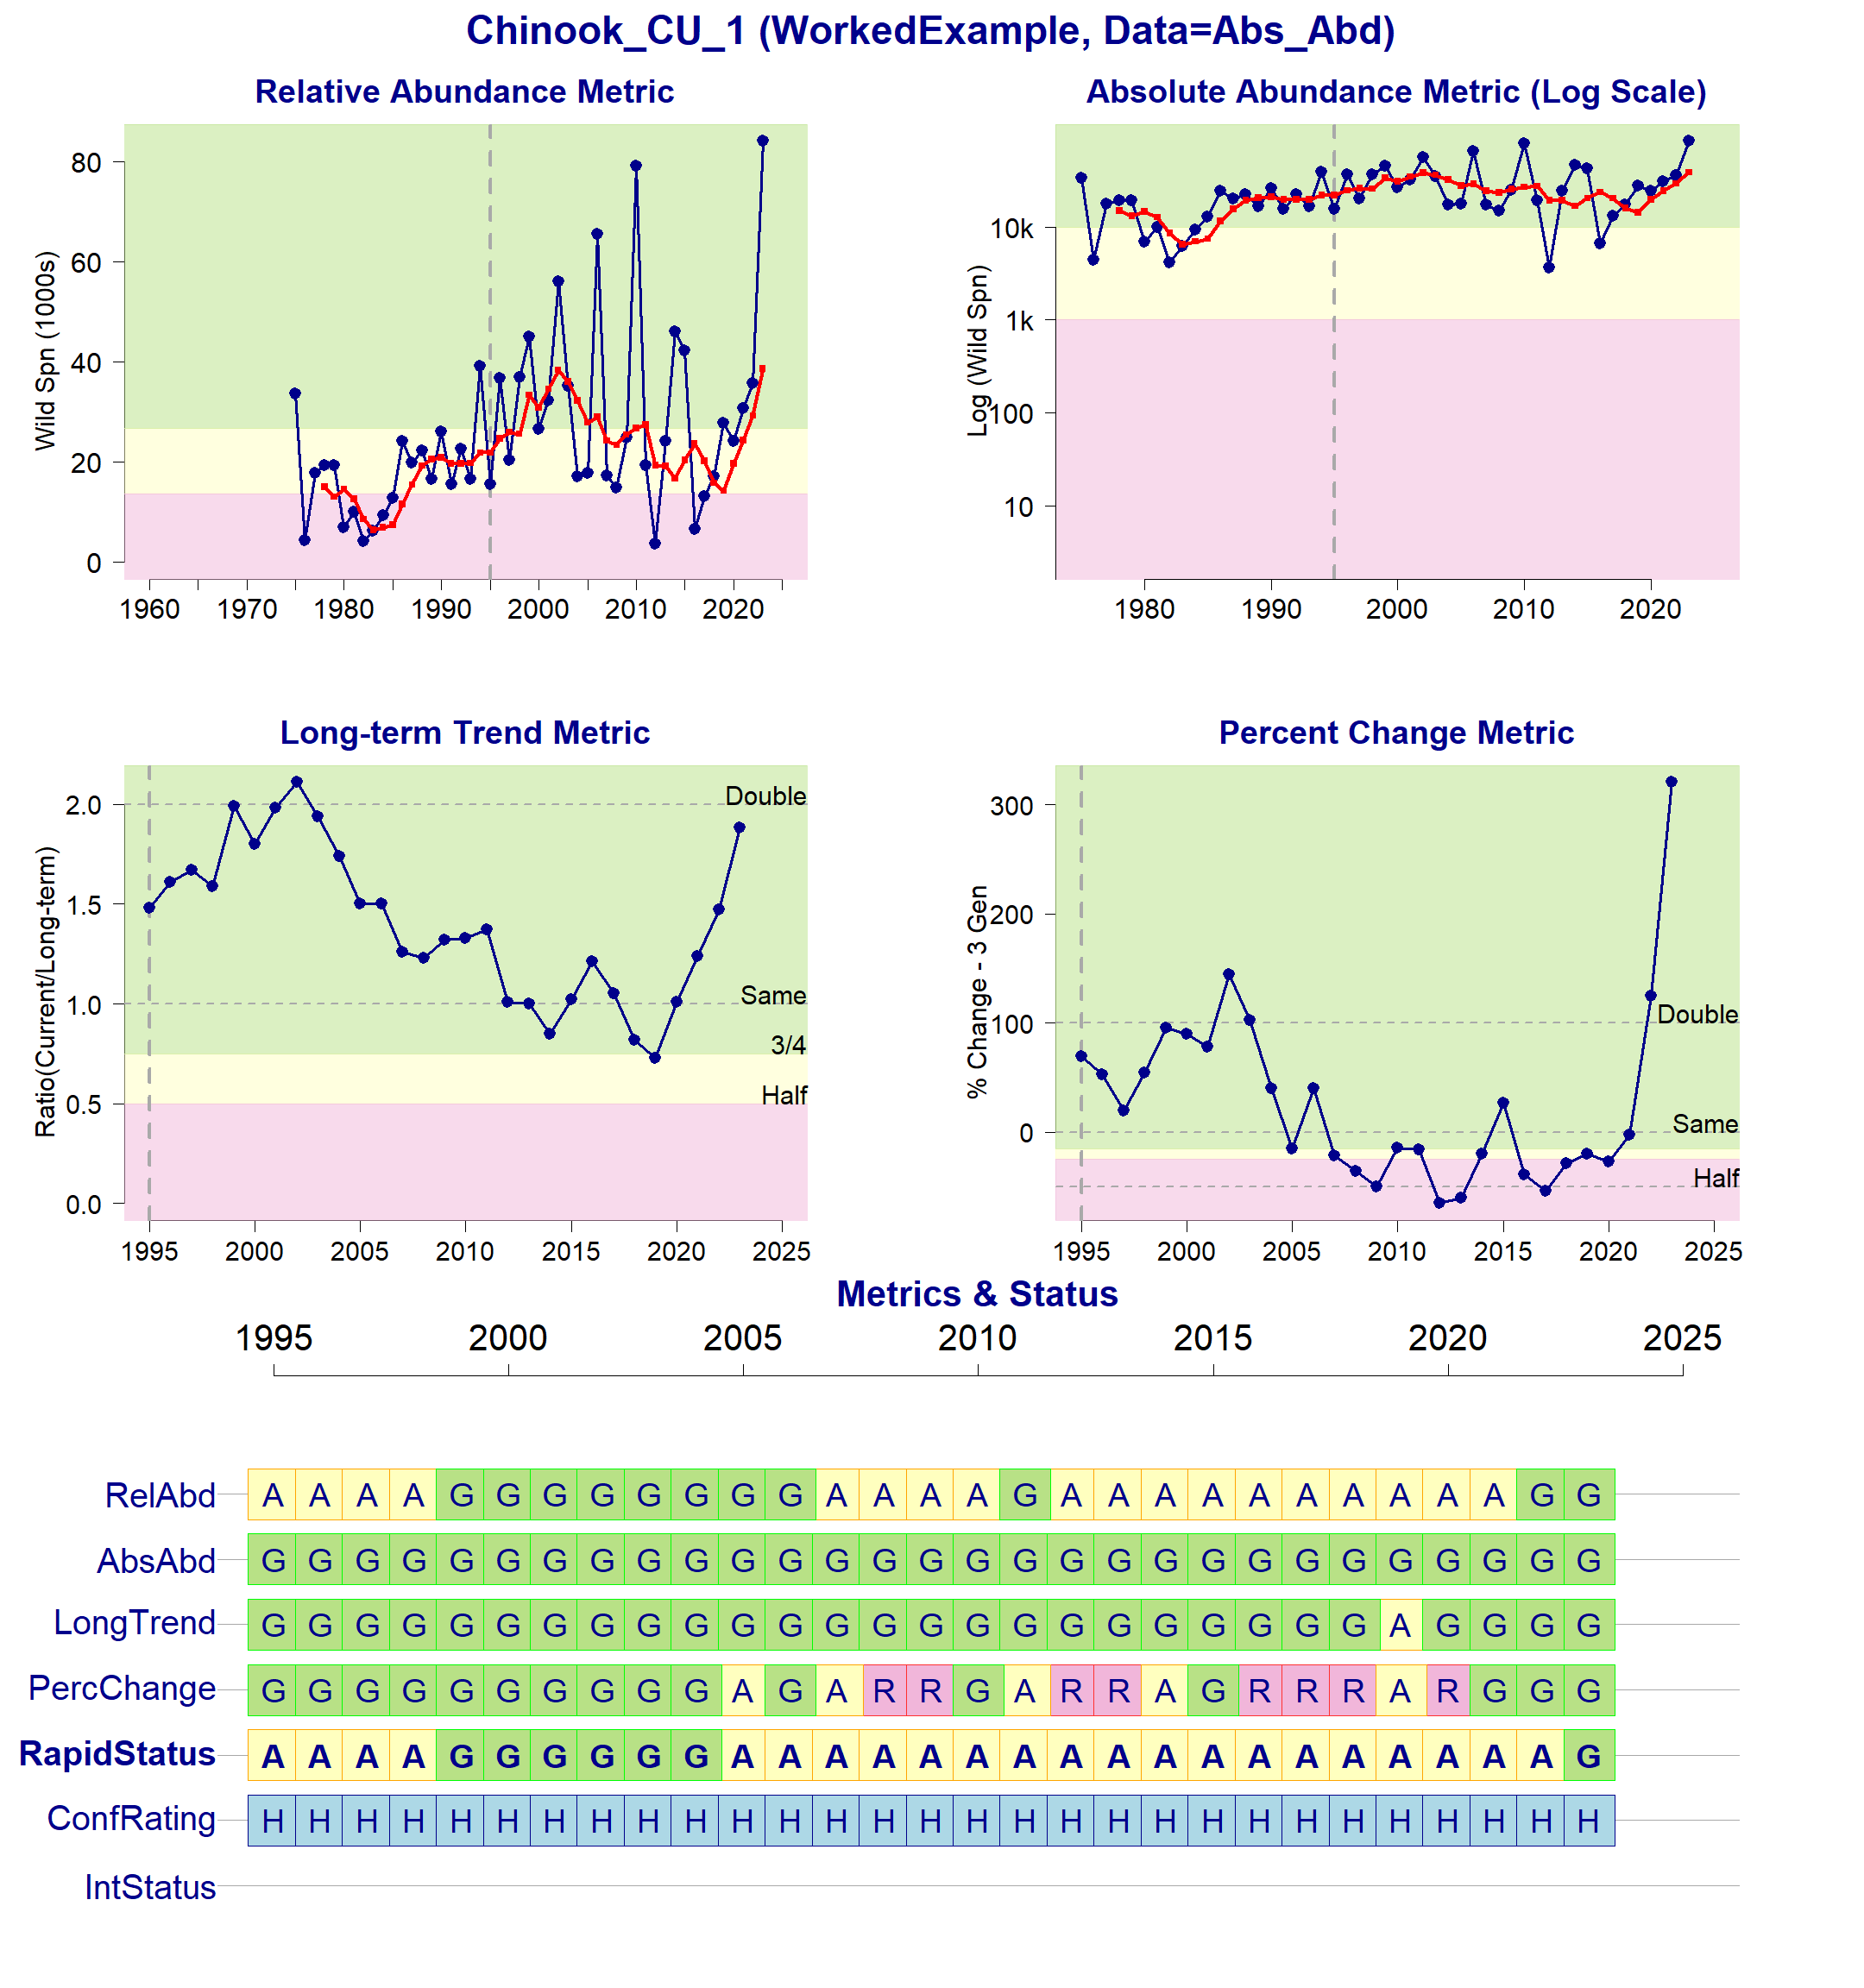 Chinook_CU_1 (WorkedExample, Data=Abs_Abd)
Relative Abundance Metric
Wild Spn (1000s)
80
60
40
20
0
1960 1970 1980 1990 2000 2010 2020
Absolute Abundance Metric (Log Scale)
Log (Wild Spn)
10k
1k
100
10
1980 1990 2000 2010 2020
Long-term Trend Metric
Ratio(Current/Long-term)
2.0
1.5
1.0
0.5
0.0
Double
Same
3/4
Half
1995 2000 2005 2010 2015 2020 2025
Percent Change Metric
% Change - 3 Gen
300
200
100
0
Double
Same
Half
1995 2000 2005 2010 2015 2020 2025
Metrics & Status
1995 2000 2005 2010 2015 2020 2025
RelAbd A A A A G G G G G G G G A A A A G A A A A A A A A A A G G
AbsAbd G G G G G G G G G G G G G G G G G G G G G G G G G G G G G
LongTrend G G G G G G G G G G G G G G G G G G G G G G G G A G G G G
PercChange G G G G G G G G G G A G A R R G A R R A G R R R A R G G G
RapidStatus A A A A G G G G G G A A A A A A A A A A A A A A A A A A G
ConfRating H H H H H H H H H H H H H H H H H H H H H H H H H H H H H
IntStatus